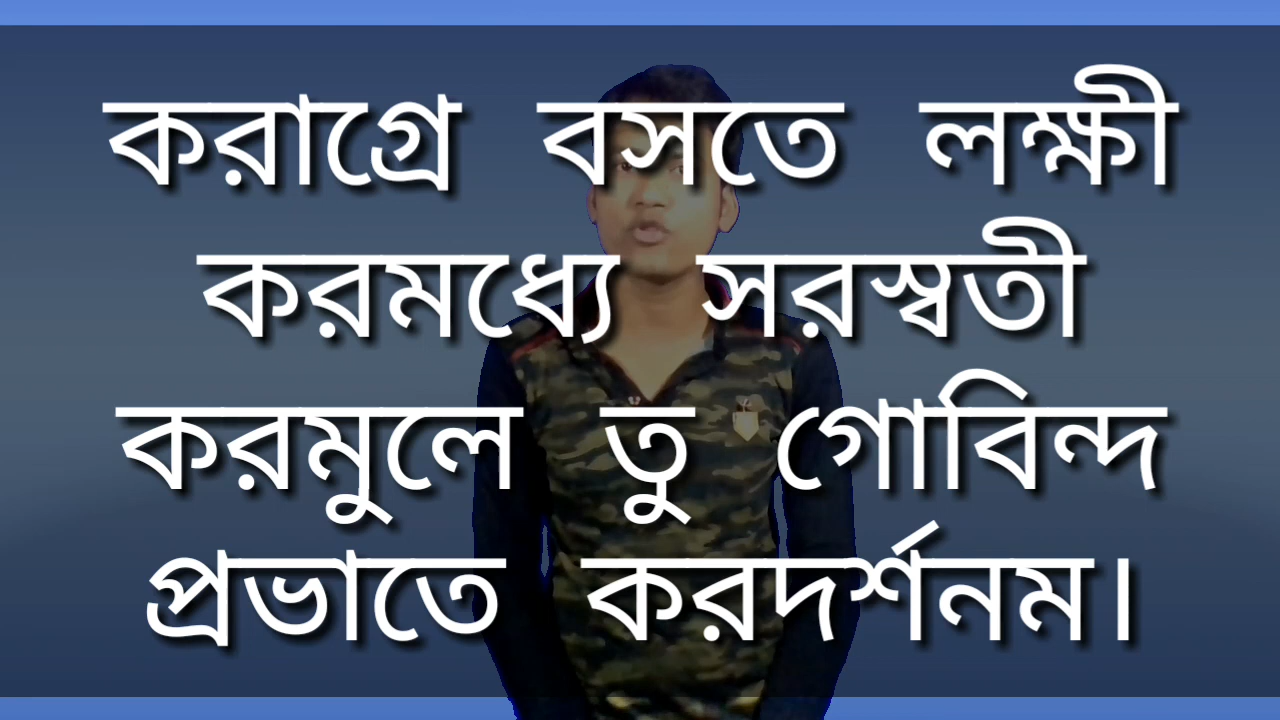 করাগ্রে বসতে লক্ষী
করমধ্যে সরস্বতী
করমুলে তু গোবিন্দ
প্রভাতে করদর্শনম।